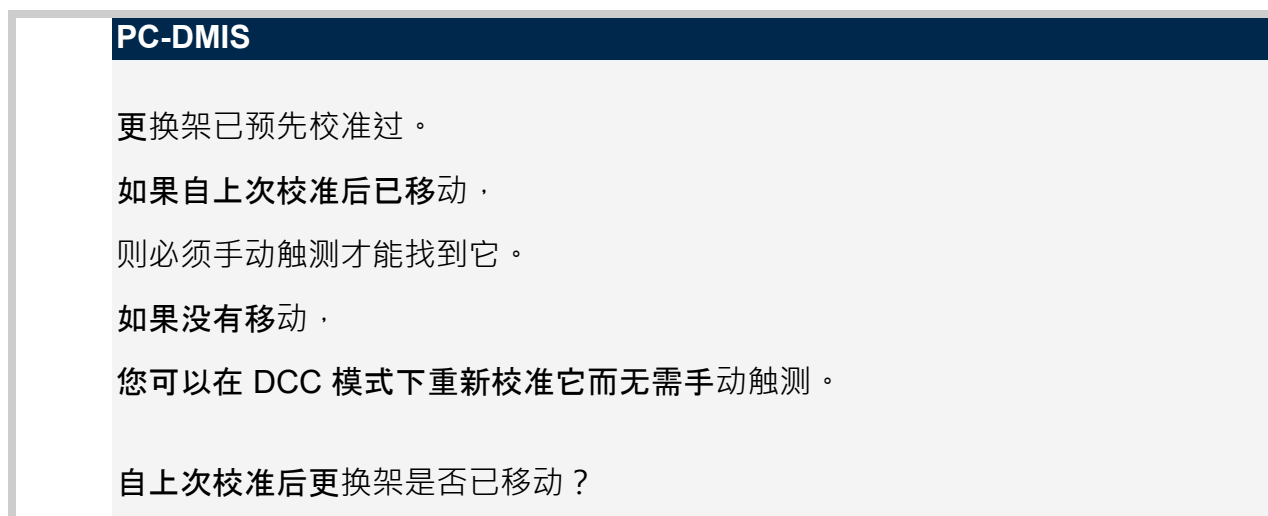 PC-DMIS
更换架已预先校准过。
如果自上次校准后已移动，
则必须手动触测才能找到它。
如果没有移动，
您可以在 DCC 模式下重新校准它而无需手动触测。
自上次校准后更换架是否已移动？